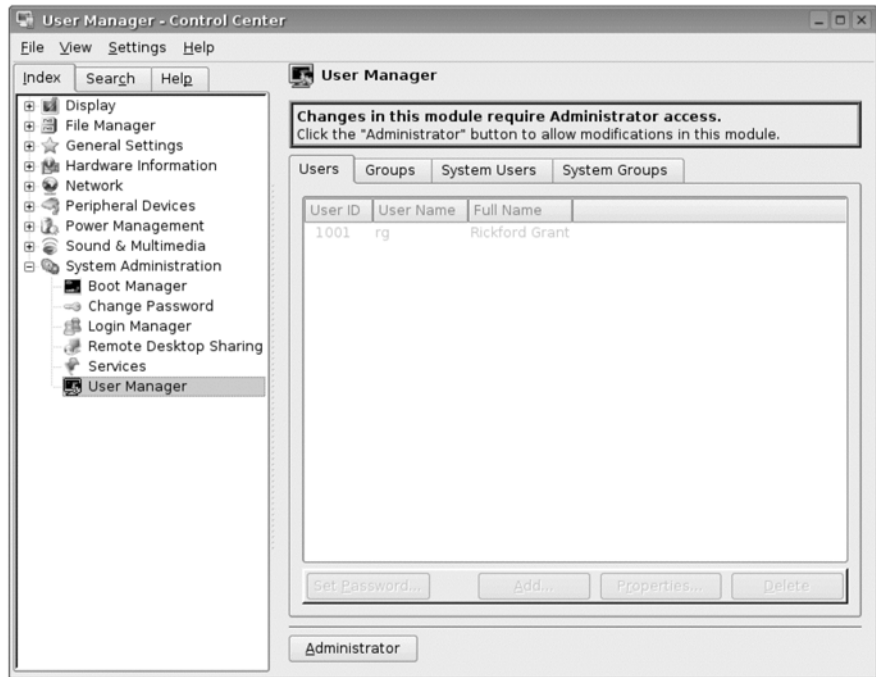 User Manager - Control Center
File View Settings Help
Index Search Help
Display
File Manager
General Settings
Hardware Information
Network
Peripheral Devices
Power Management
Sound & Multimedia
System Administration
Boot Manager
Change Password
Login Manager
Remote Desktop Sharing
Services
User Manager
User Manager
Changes in this module require Administrator access.
Click the "Administrator" button to allow modifications in this module.
Users Groups System Users System Groups
User ID User Name Full Name
1001 rg Rickford Grant
Set Password... Add... Properties... Delete
Administrator